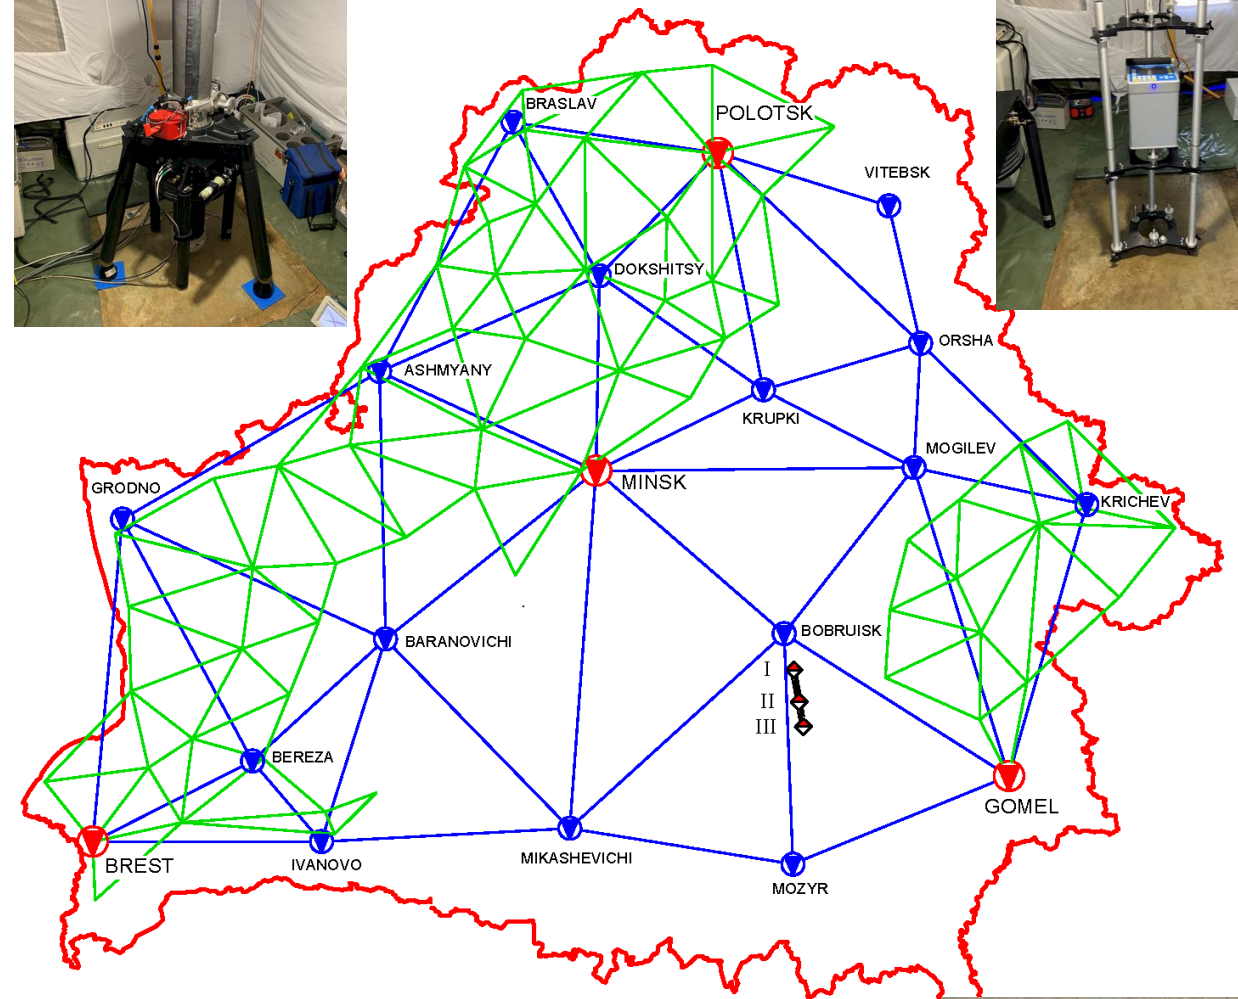 BRASLAV
POLOTSK
VITEBSK
DOKSHITSY
ORSHA
ASHMYANY
KRUPKI
MOGILEV
MINSK
GRODNO
KRICHEV
BOBRUISK
BARANOVICHI
I
II
III
BEREZA
GOMEL
BREST
IVANOVO
MIKASHEVICHI
MOZYR